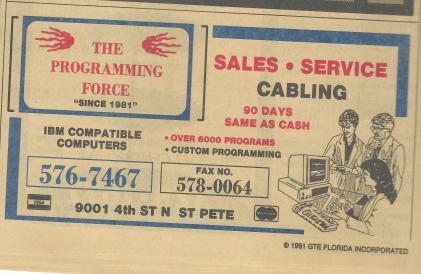 THE
PROGRAMMING
FORCE
"SINCE 1981"
SALES • SERVICE
CABLING
90 DAYS
SAME AS CASH
• OVER 6000 PROGRAMS
• CUSTOM PROGRAMMING
IBM COMPATIBLE
COMPUTERS
576-7467
FAX NO.
578-0064
VISA
9001 4th ST N ST PETE
© 1991 GTE FLORIDA INCORPORATED